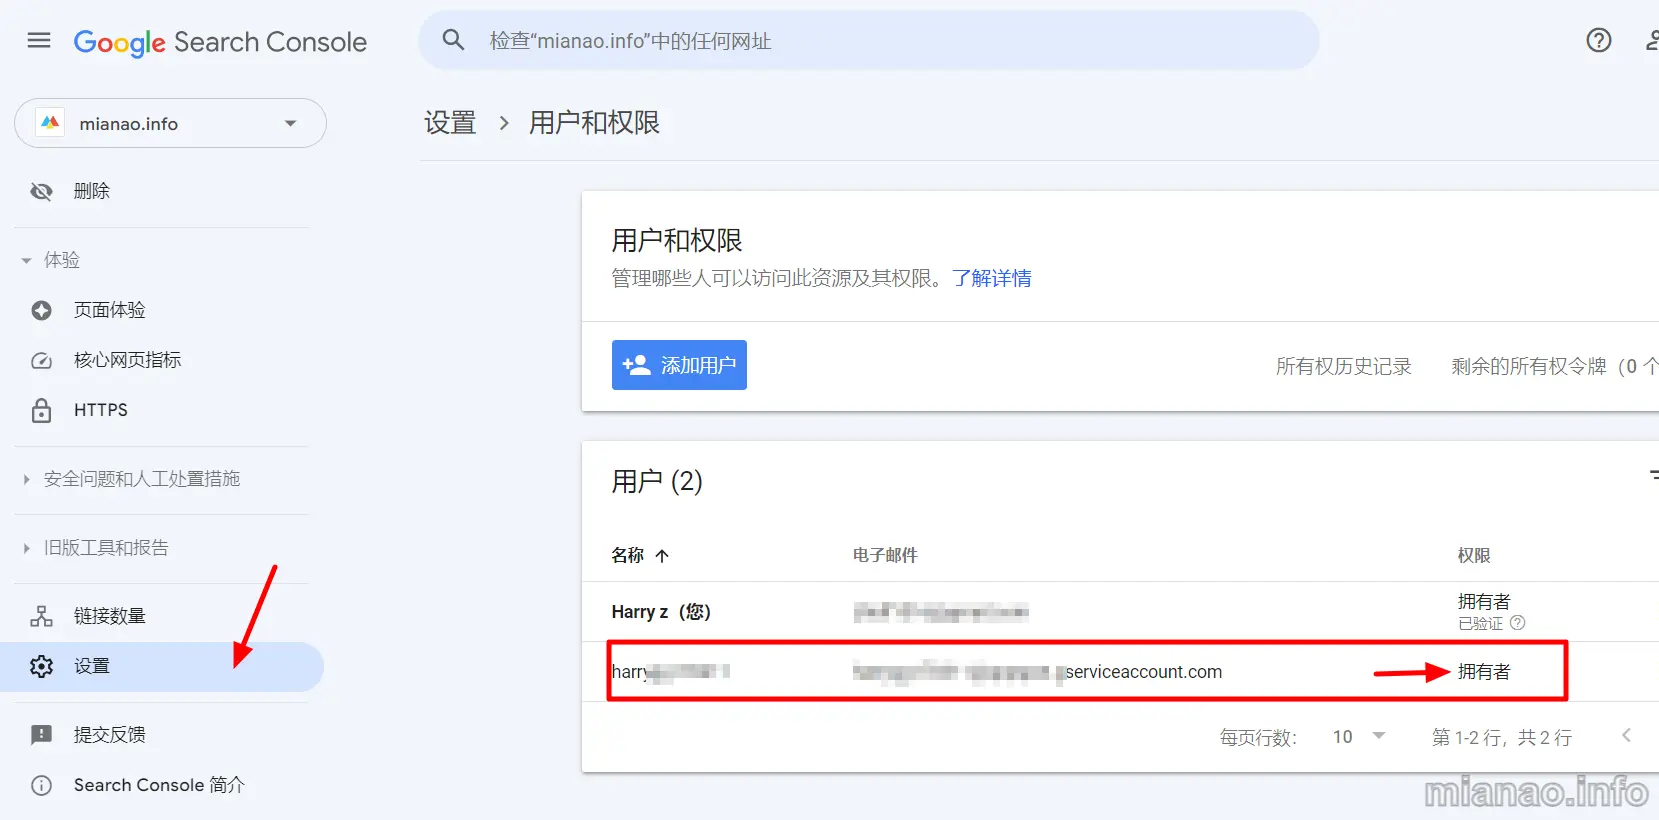 Google Search Console
检查“mianao.info”中的任何网址
mianao.info
设置 > 用户和权限
删除
体验
页面体验
核心网页指标
HTTPS
安全问题和人工处置措施
旧版工具和报告
链接数量
设置
提交反馈
Search Console 简介
用户和权限
管理哪些人可以访问此资源及其权限。了解详情
添加用户
所有权历史记录
剩余的所有权令牌（0 个
用户 (2)
名称
电子邮件
权限
Harry z（您）
拥有者
已验证
harry
serviceaccount.com
拥有者
每页行数：
10
第 1-2 行，共 2 行
mianao.info